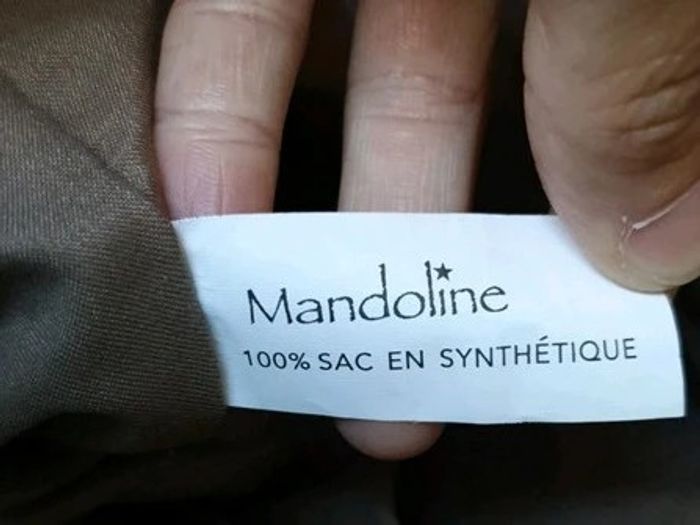 Mandoline
100% SAC EN SYNTHÉTIQUE